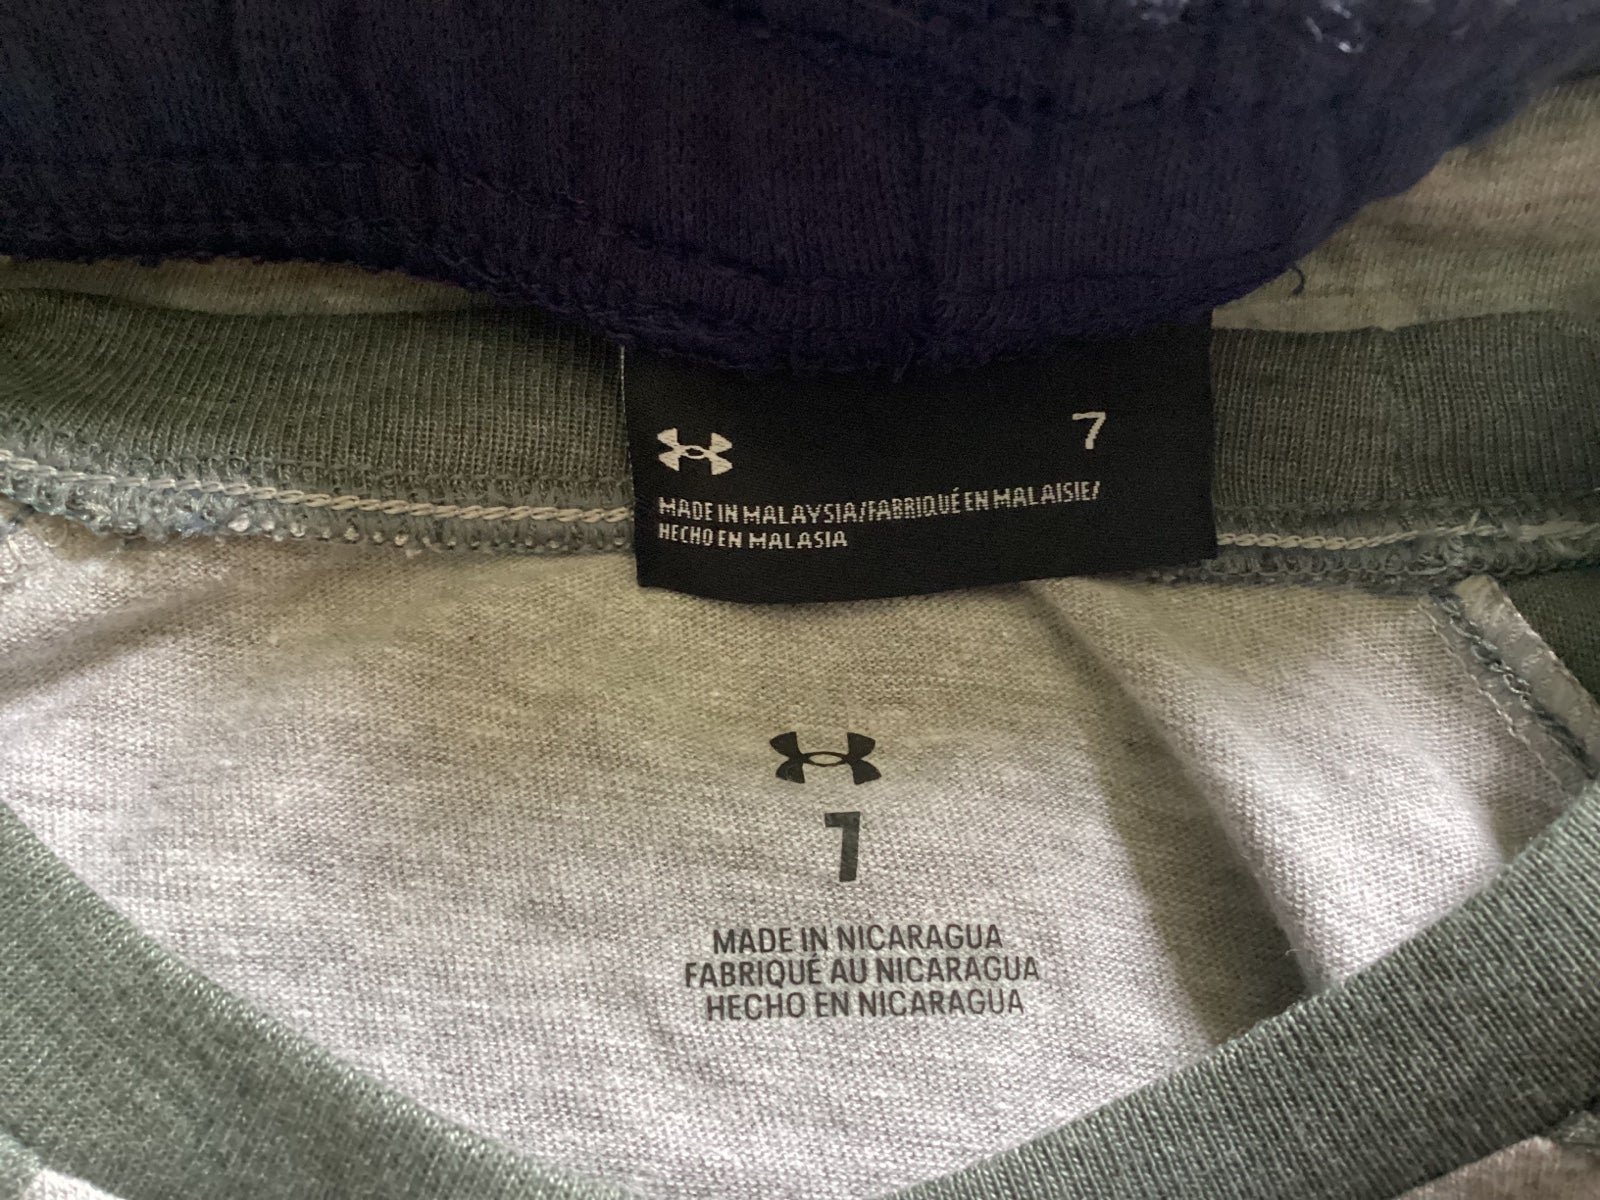 7
MADE IN MALAYSIA/FABRIQUÉ EN MALAISIE/
HECHO EN MALASIA
7
MADE IN NICARAGUA
FABRIQUÉ AU NICARAGUA
HECHO EN NICARAGUA